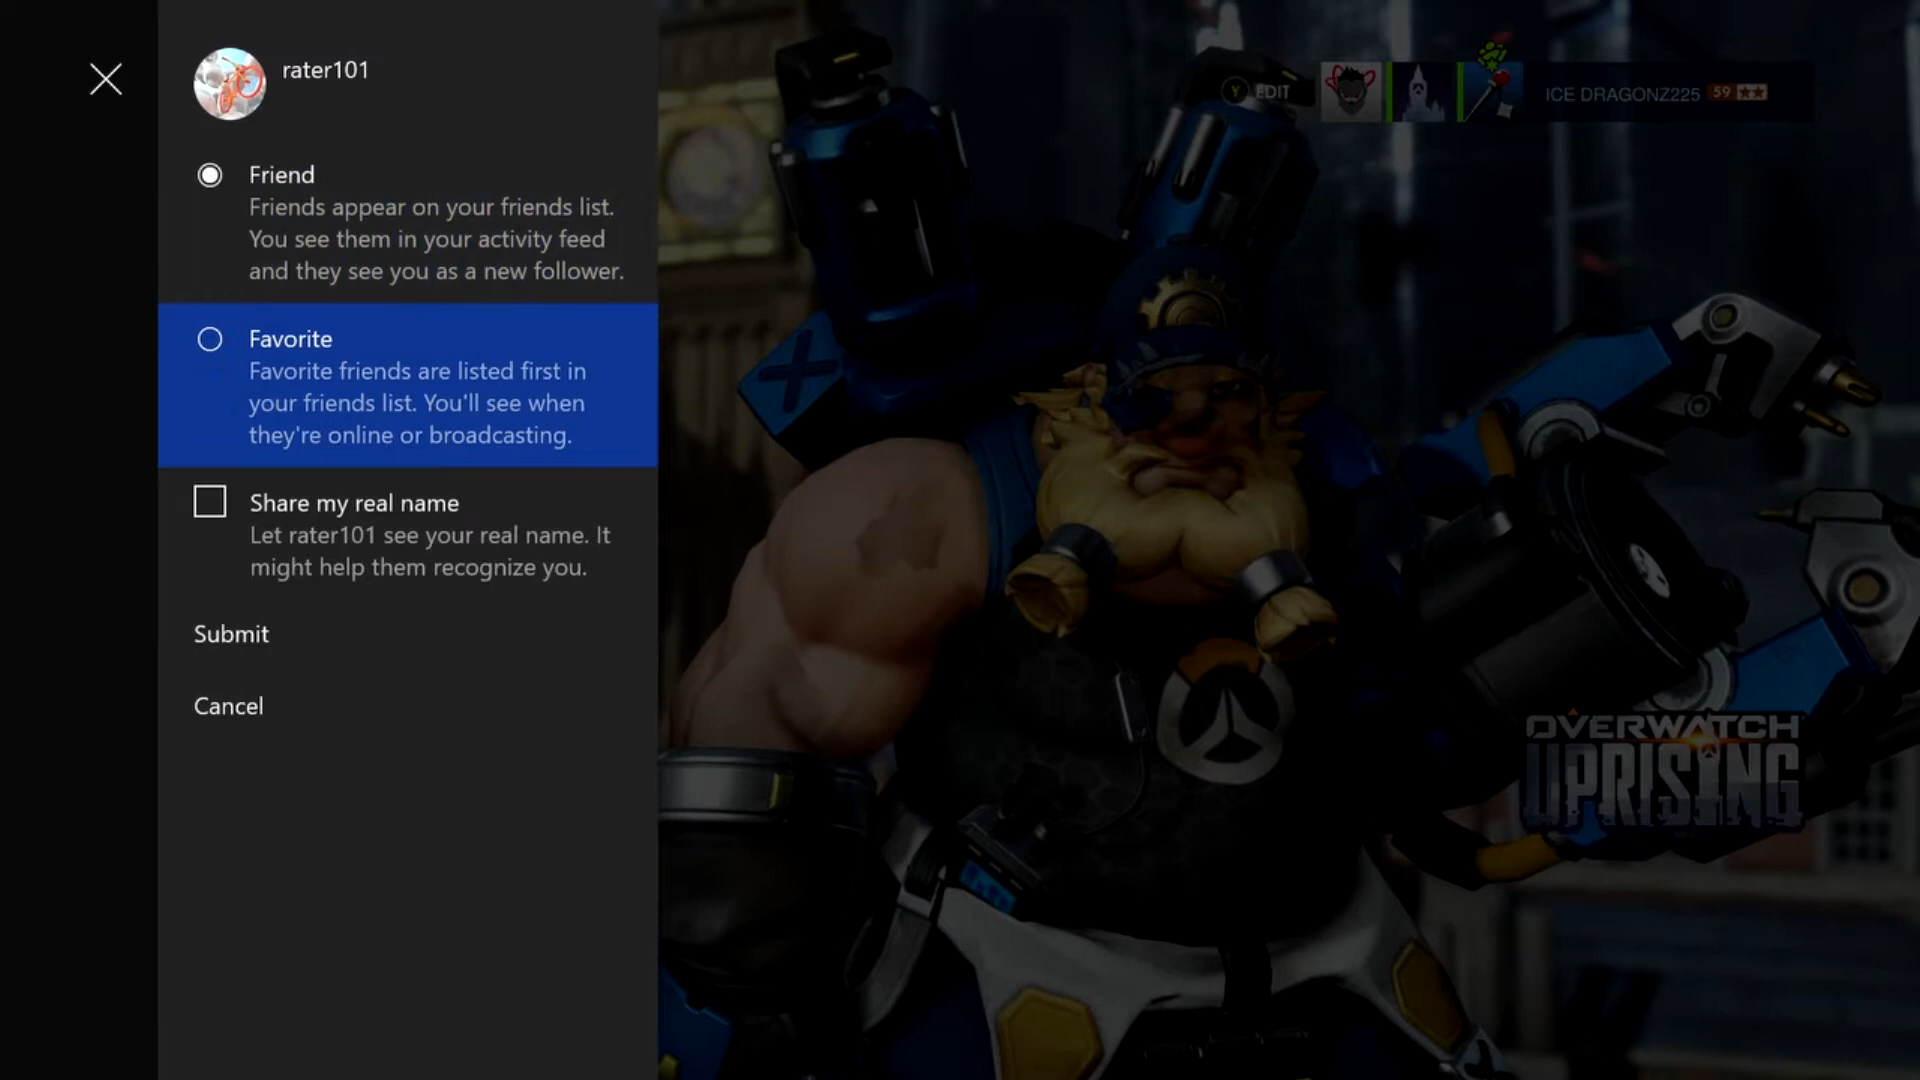 rater101
Friend
Friends appear on your friends list.
You see them in your activity feed
and they see you as a new follower.
Favorite
Favorite friends are listed first in
your friends list. You'll see when
they're online or broadcasting.
Share my real name
Let rater101 see your real name. It
might help them recognize you.
Submit
Cancel
Y EDIT
ICE DRAGONZ225 59
OVERWATCH
UPRISING